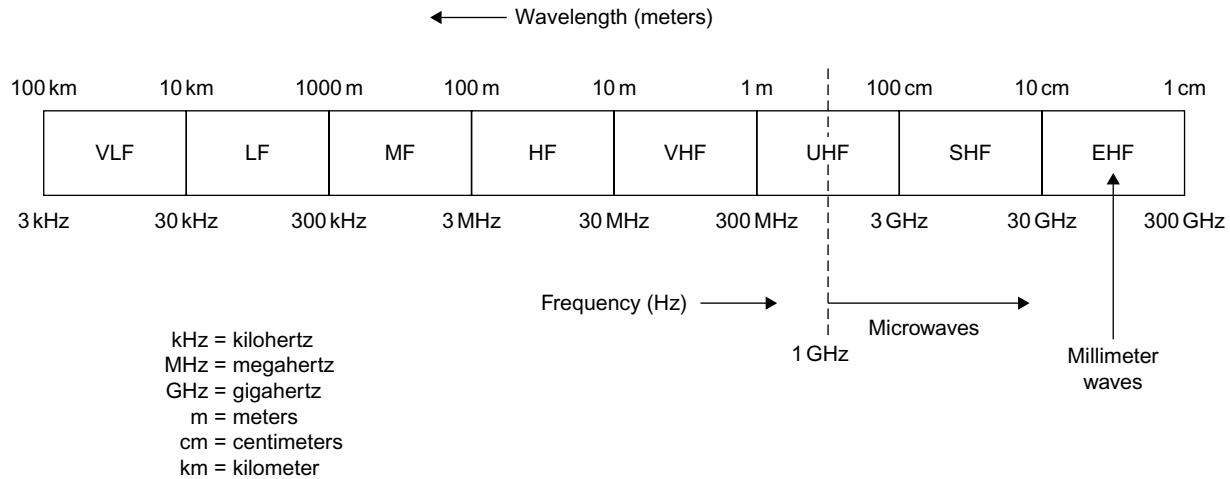 Wavelength (meters)
100 km 10 km 1000 m 100 m 10 m 1 m 100 cm 10 cm 1 cm
VLF LF MF HF VHF UHF SHF EHF
3 kHz 30 kHz 300 kHz 3 MHz 30 MHz 300 MHz 3 GHz 30 GHz 300 GHz
Frequency (Hz)
Microwaves
1 GHz
Millimeter
waves
kHz = kilohertz
MHz = megahertz
GHz = gigahertz
m = meters
cm = centimeters
km = kilometer